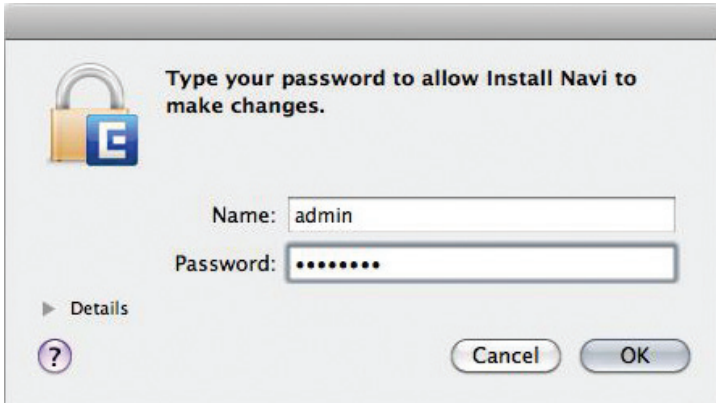 Type your password to allow Install Navi to
make changes.
Name: admin
Password: ••••••••
Details
?
Cancel
OK